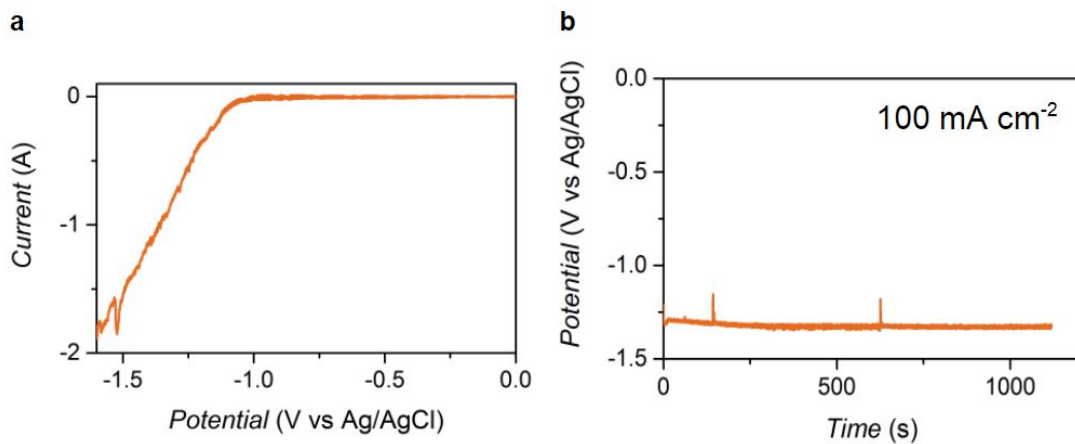 a
0
-1
-2
Current (A)
-1.5
-1.0
-0.5
0.0
Potential (V vs Ag/AgCl)
b
100 mA cm⁻²
0.0
-0.5
-1.0
-1.5
Potential (V vs Ag/AgCl)
0
500
1000
Time (s)